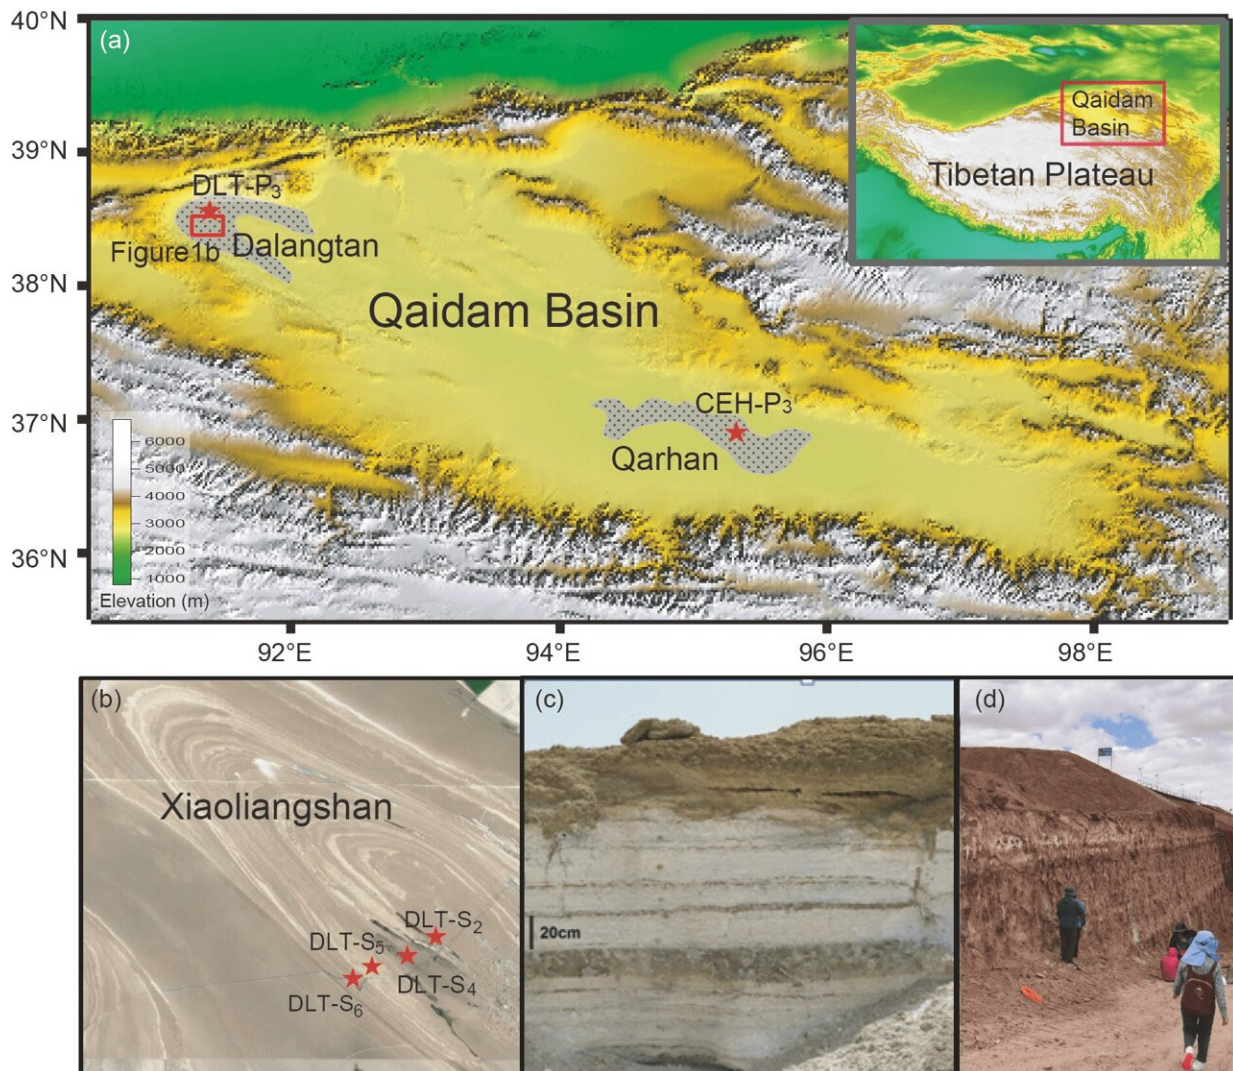 40°N
39°N
38°N
37°N
36°N
(a)
DLT-P₃
Figure1b
Dalangtan
Qaidam Basin
CEH-P₃
Qarhan
Qaidam
Basin
Tibetan Plateau
6000
5000
4000
3000
2000
1000
Elevation (m)
92°E
94°E
96°E
98°E
(b)
Xiaoliangshan
DLT-S₂
DLT-S₅
DLT-S₄
DLT-S₆
(c)
20cm
(d)